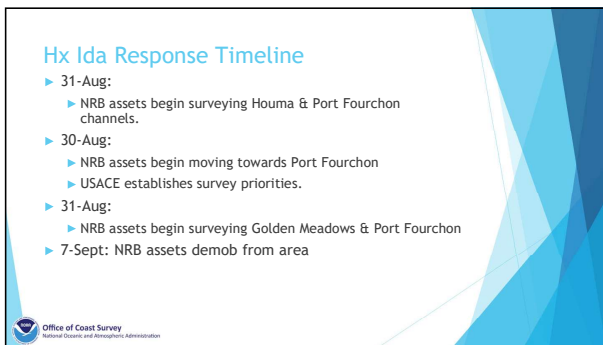 Hx Ida Response Timeline
► 31-Aug:
► NRB assets begin surveying Houma & Port Fourchon
channels.
► 30-Aug:
► NRB assets begin moving towards Port Fourchon
► USACE establishes survey priorities.
► 31-Aug:
► NRB assets begin surveying Golden Meadows & Port Fourchon
► 7-Sept: NRB assets demob from area
Office of Coast Survey
National Oceanic and Atmospheric Administration